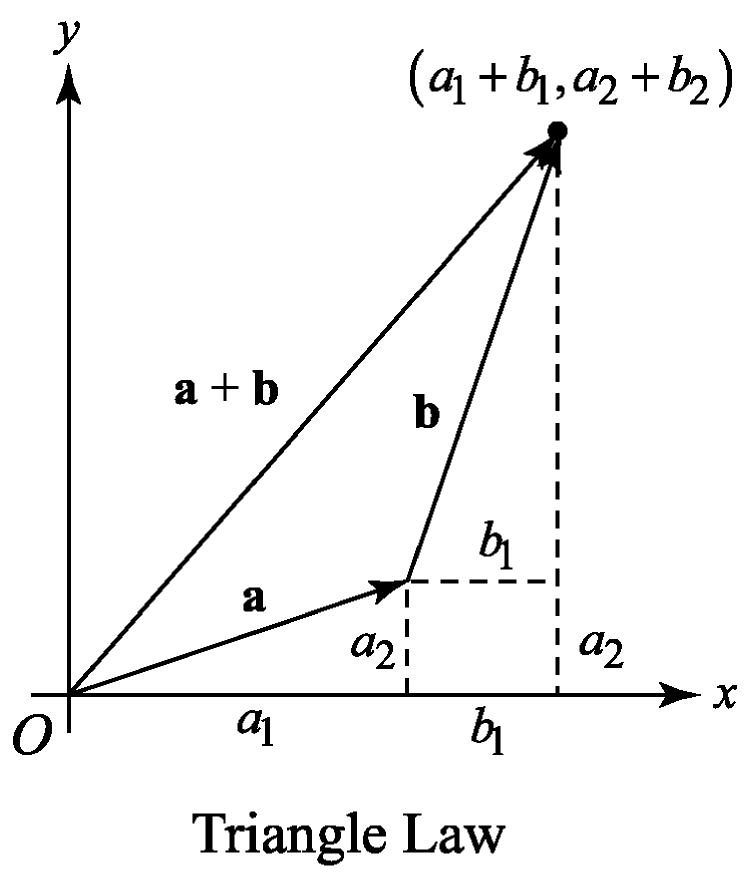 y
(a₁ + b₁, a₂ + b₂)
a + b
b
b₁
a
a₂
a₂
x
O
a₁
b₁
Triangle Law